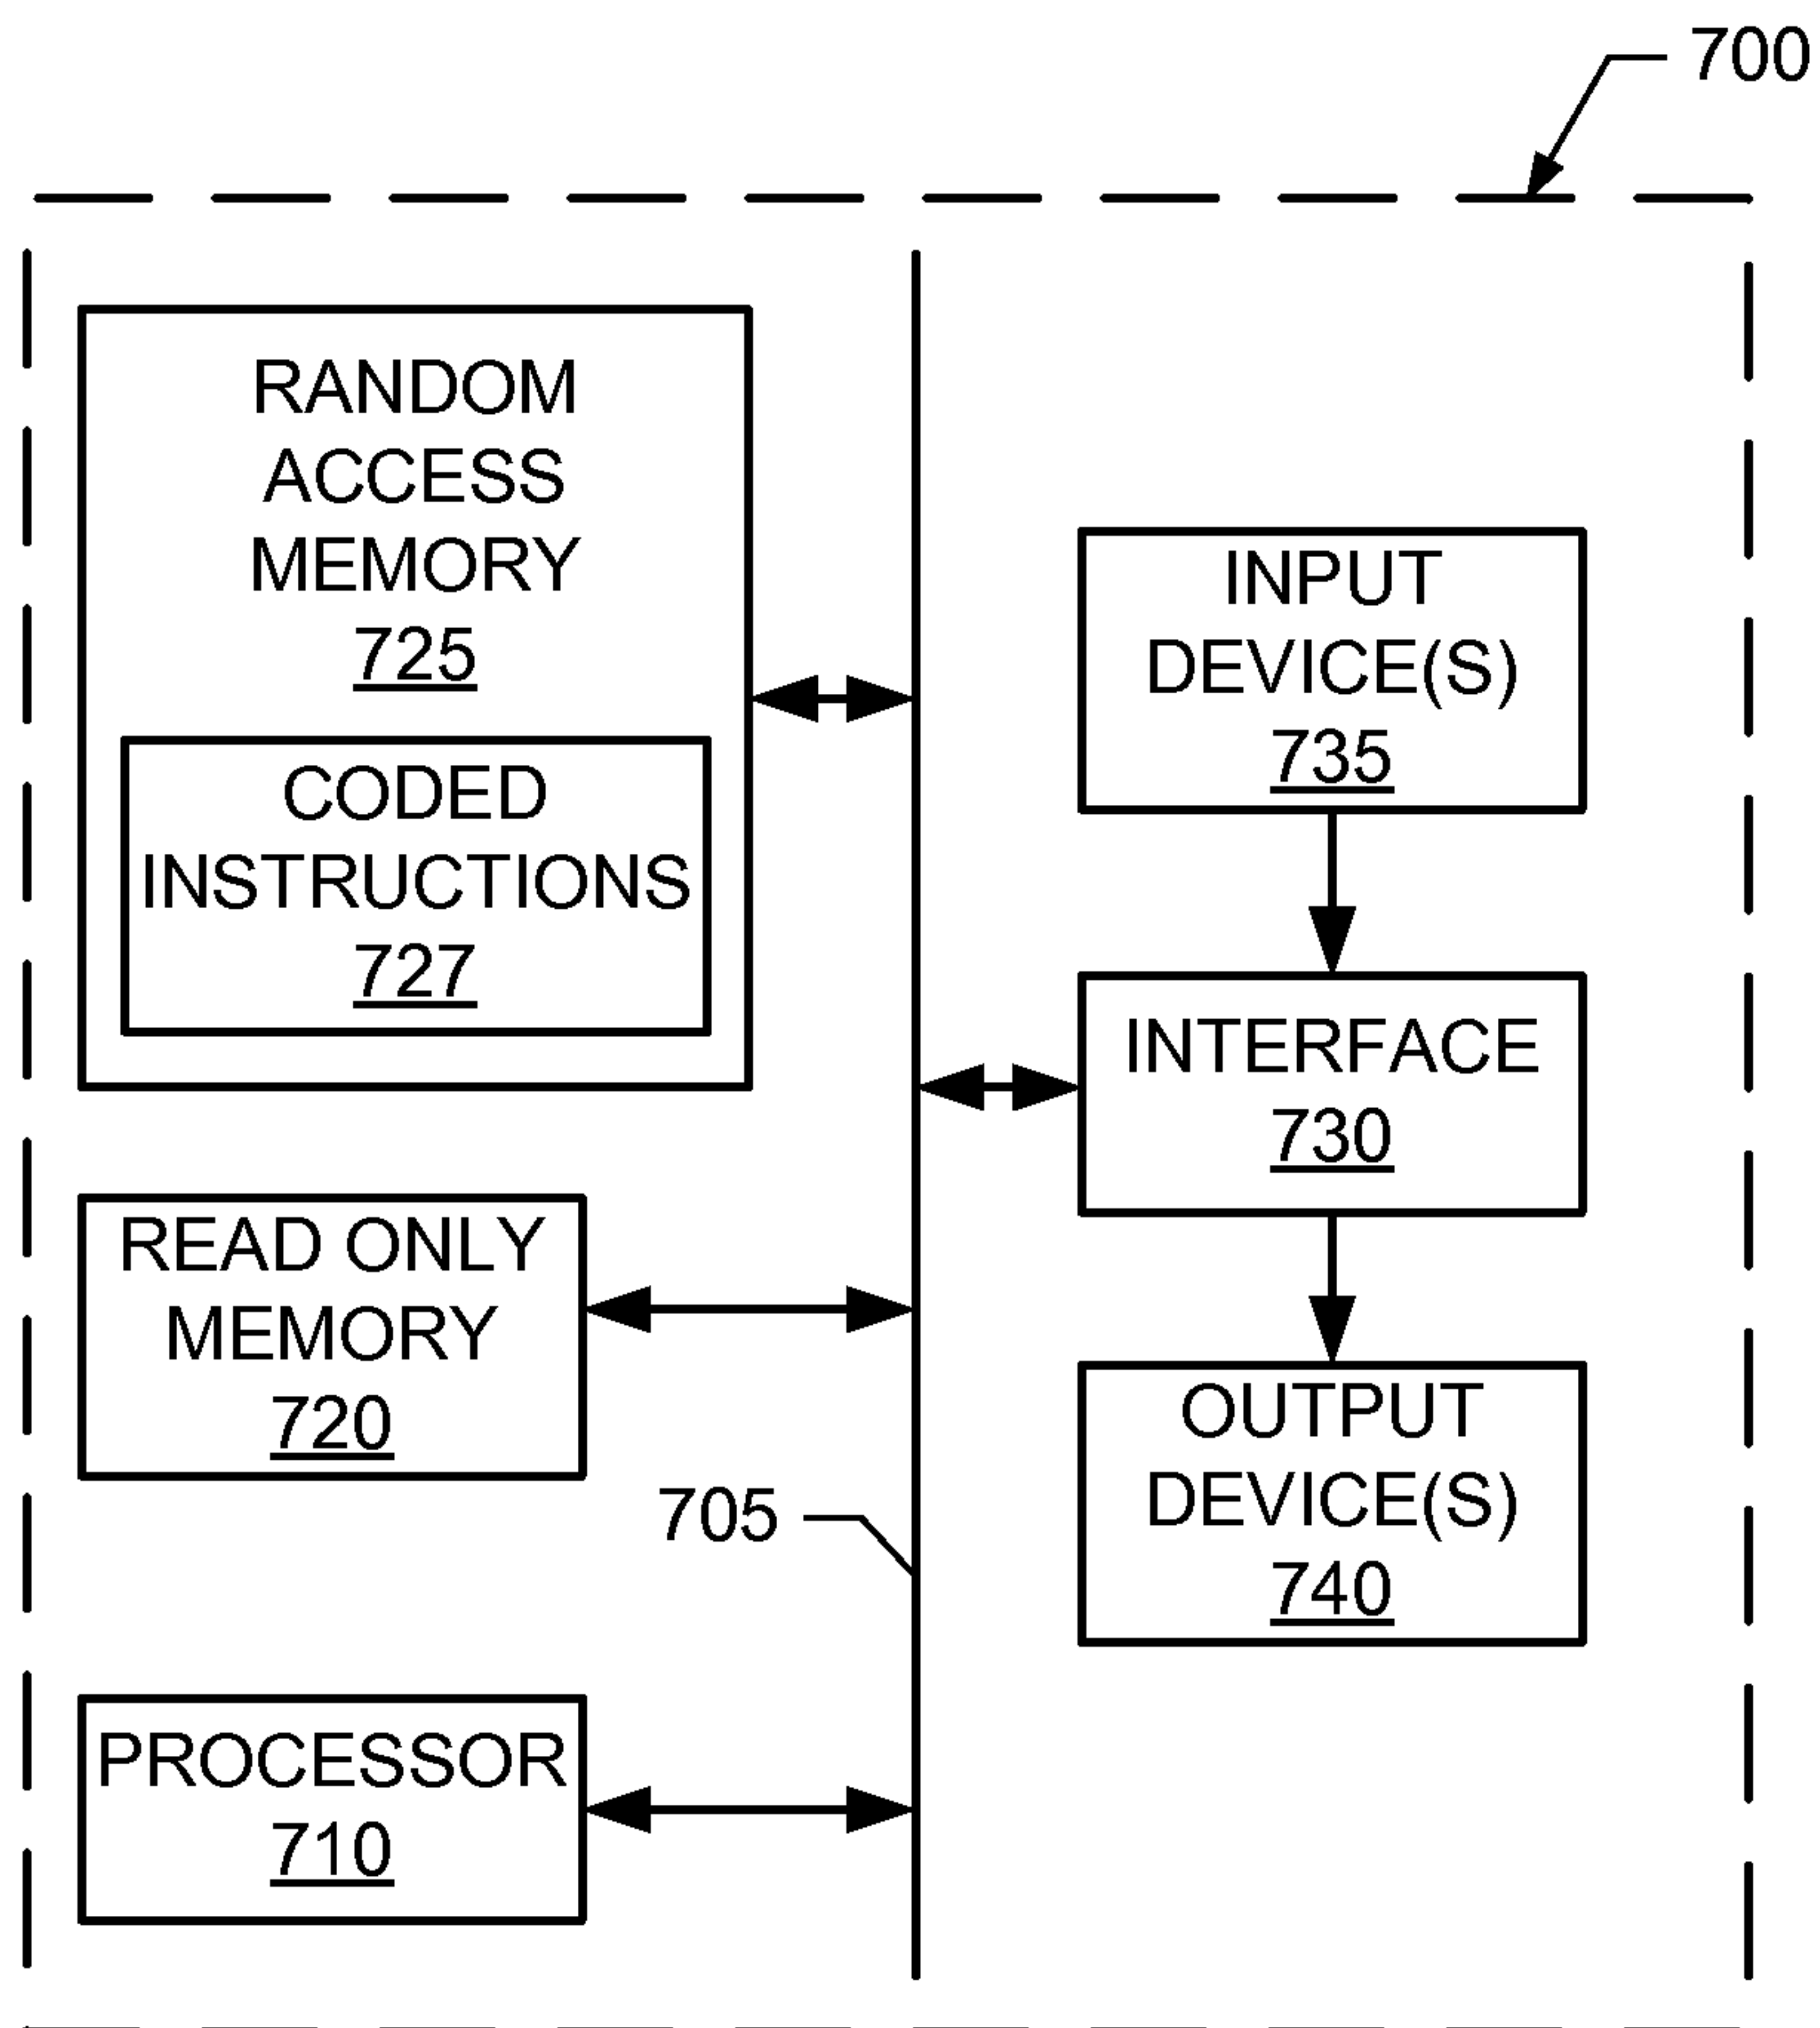 700
RANDOM
ACCESS
MEMORY
725
CODED
INSTRUCTIONS
727
READ ONLY
MEMORY
720
705
PROCESSOR
710
INPUT
DEVICE(S)
735
INTERFACE
730
OUTPUT
DEVICE(S)
740